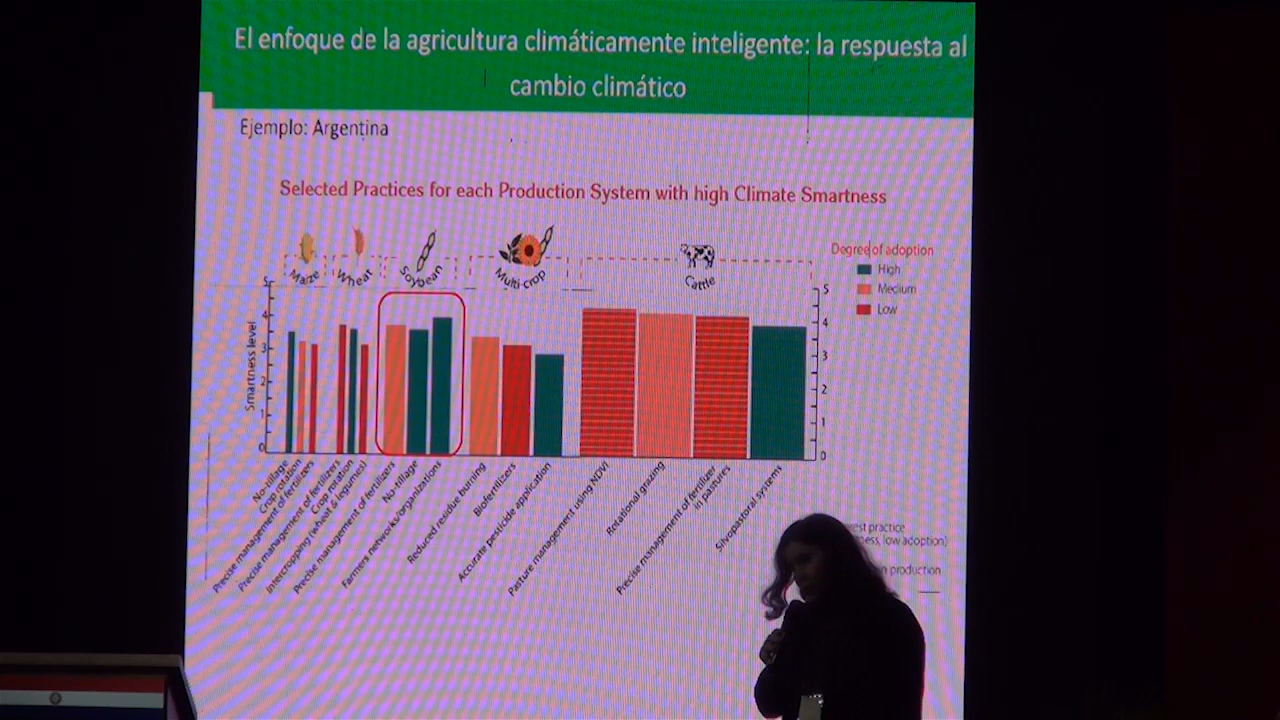 El enfoque de la agricultura climáticamente inteligente: la respuesta al
cambio climático
Ejemplo: Argentina
Selected Practices for each Production System with high Climate Smartness
Maize
Wheat
Soybean
Multi-crop
Cattle
Degree of adoption
High
Medium
Low
Smartness level
5
4
3
2
1
0
5
4
3
2
1
0
No-tillage
Crop rotation
Precise management of fertilizers
Precise management of fertilizers
Crop rotation
Intercropping (wheat & legumes)
Precise management of fertilizers
No-tillage
Farmers networks/organizations
Reduced residue burning
Biofertilizers
Accurate pesticide application
Pasture management using NDVI
Rotational grazing
Precise management of fertilizer
in pastures
Silvopastoral systems
practice
low adoption)
production